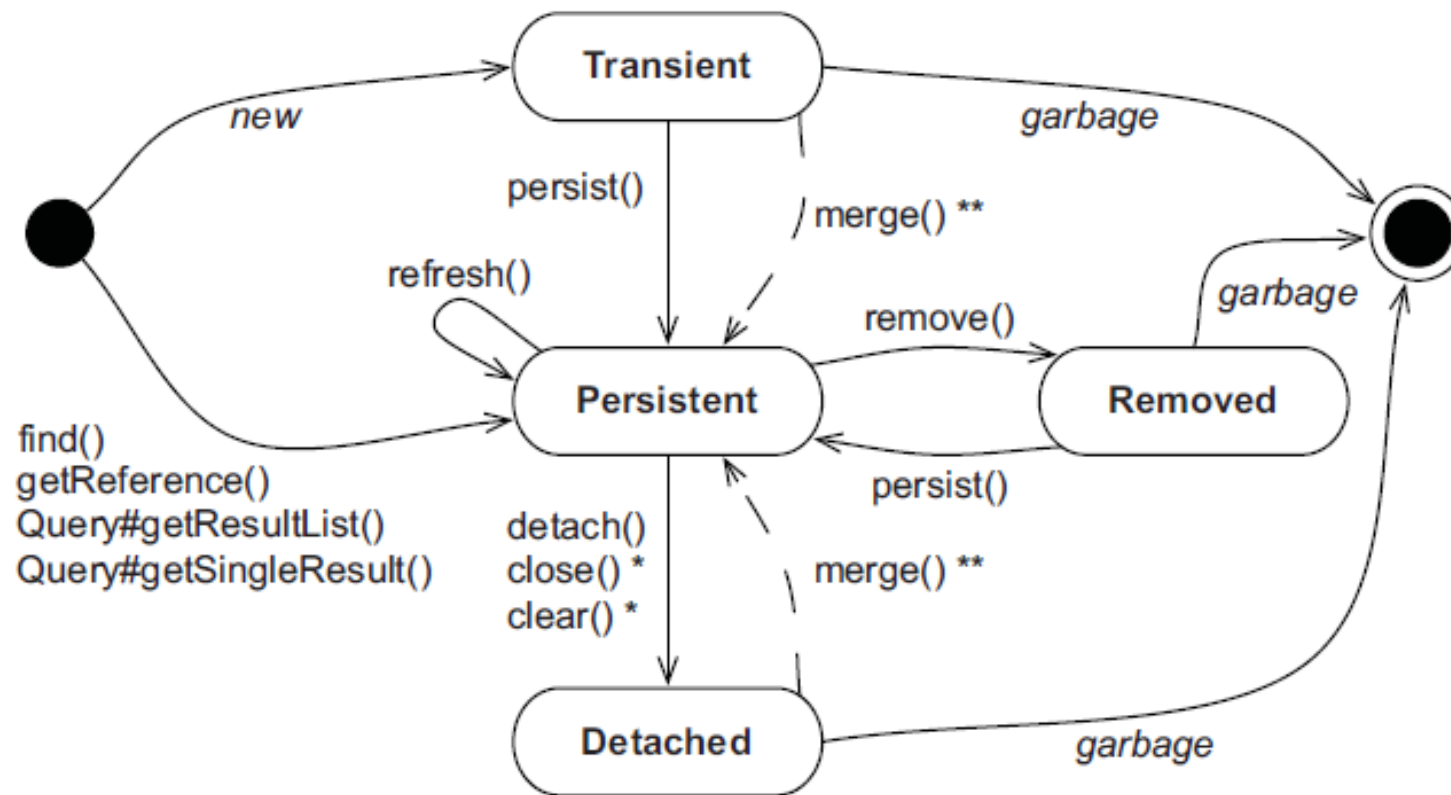 Transient
new
garbage
persist()
merge() **
refresh()
garbage
remove()
Persistent
Removed
find()
getReference()
Query#getResultList()
Query#getSingleResult()
persist()
detach()
close() *
clear() *
merge() **
Detached
garbage